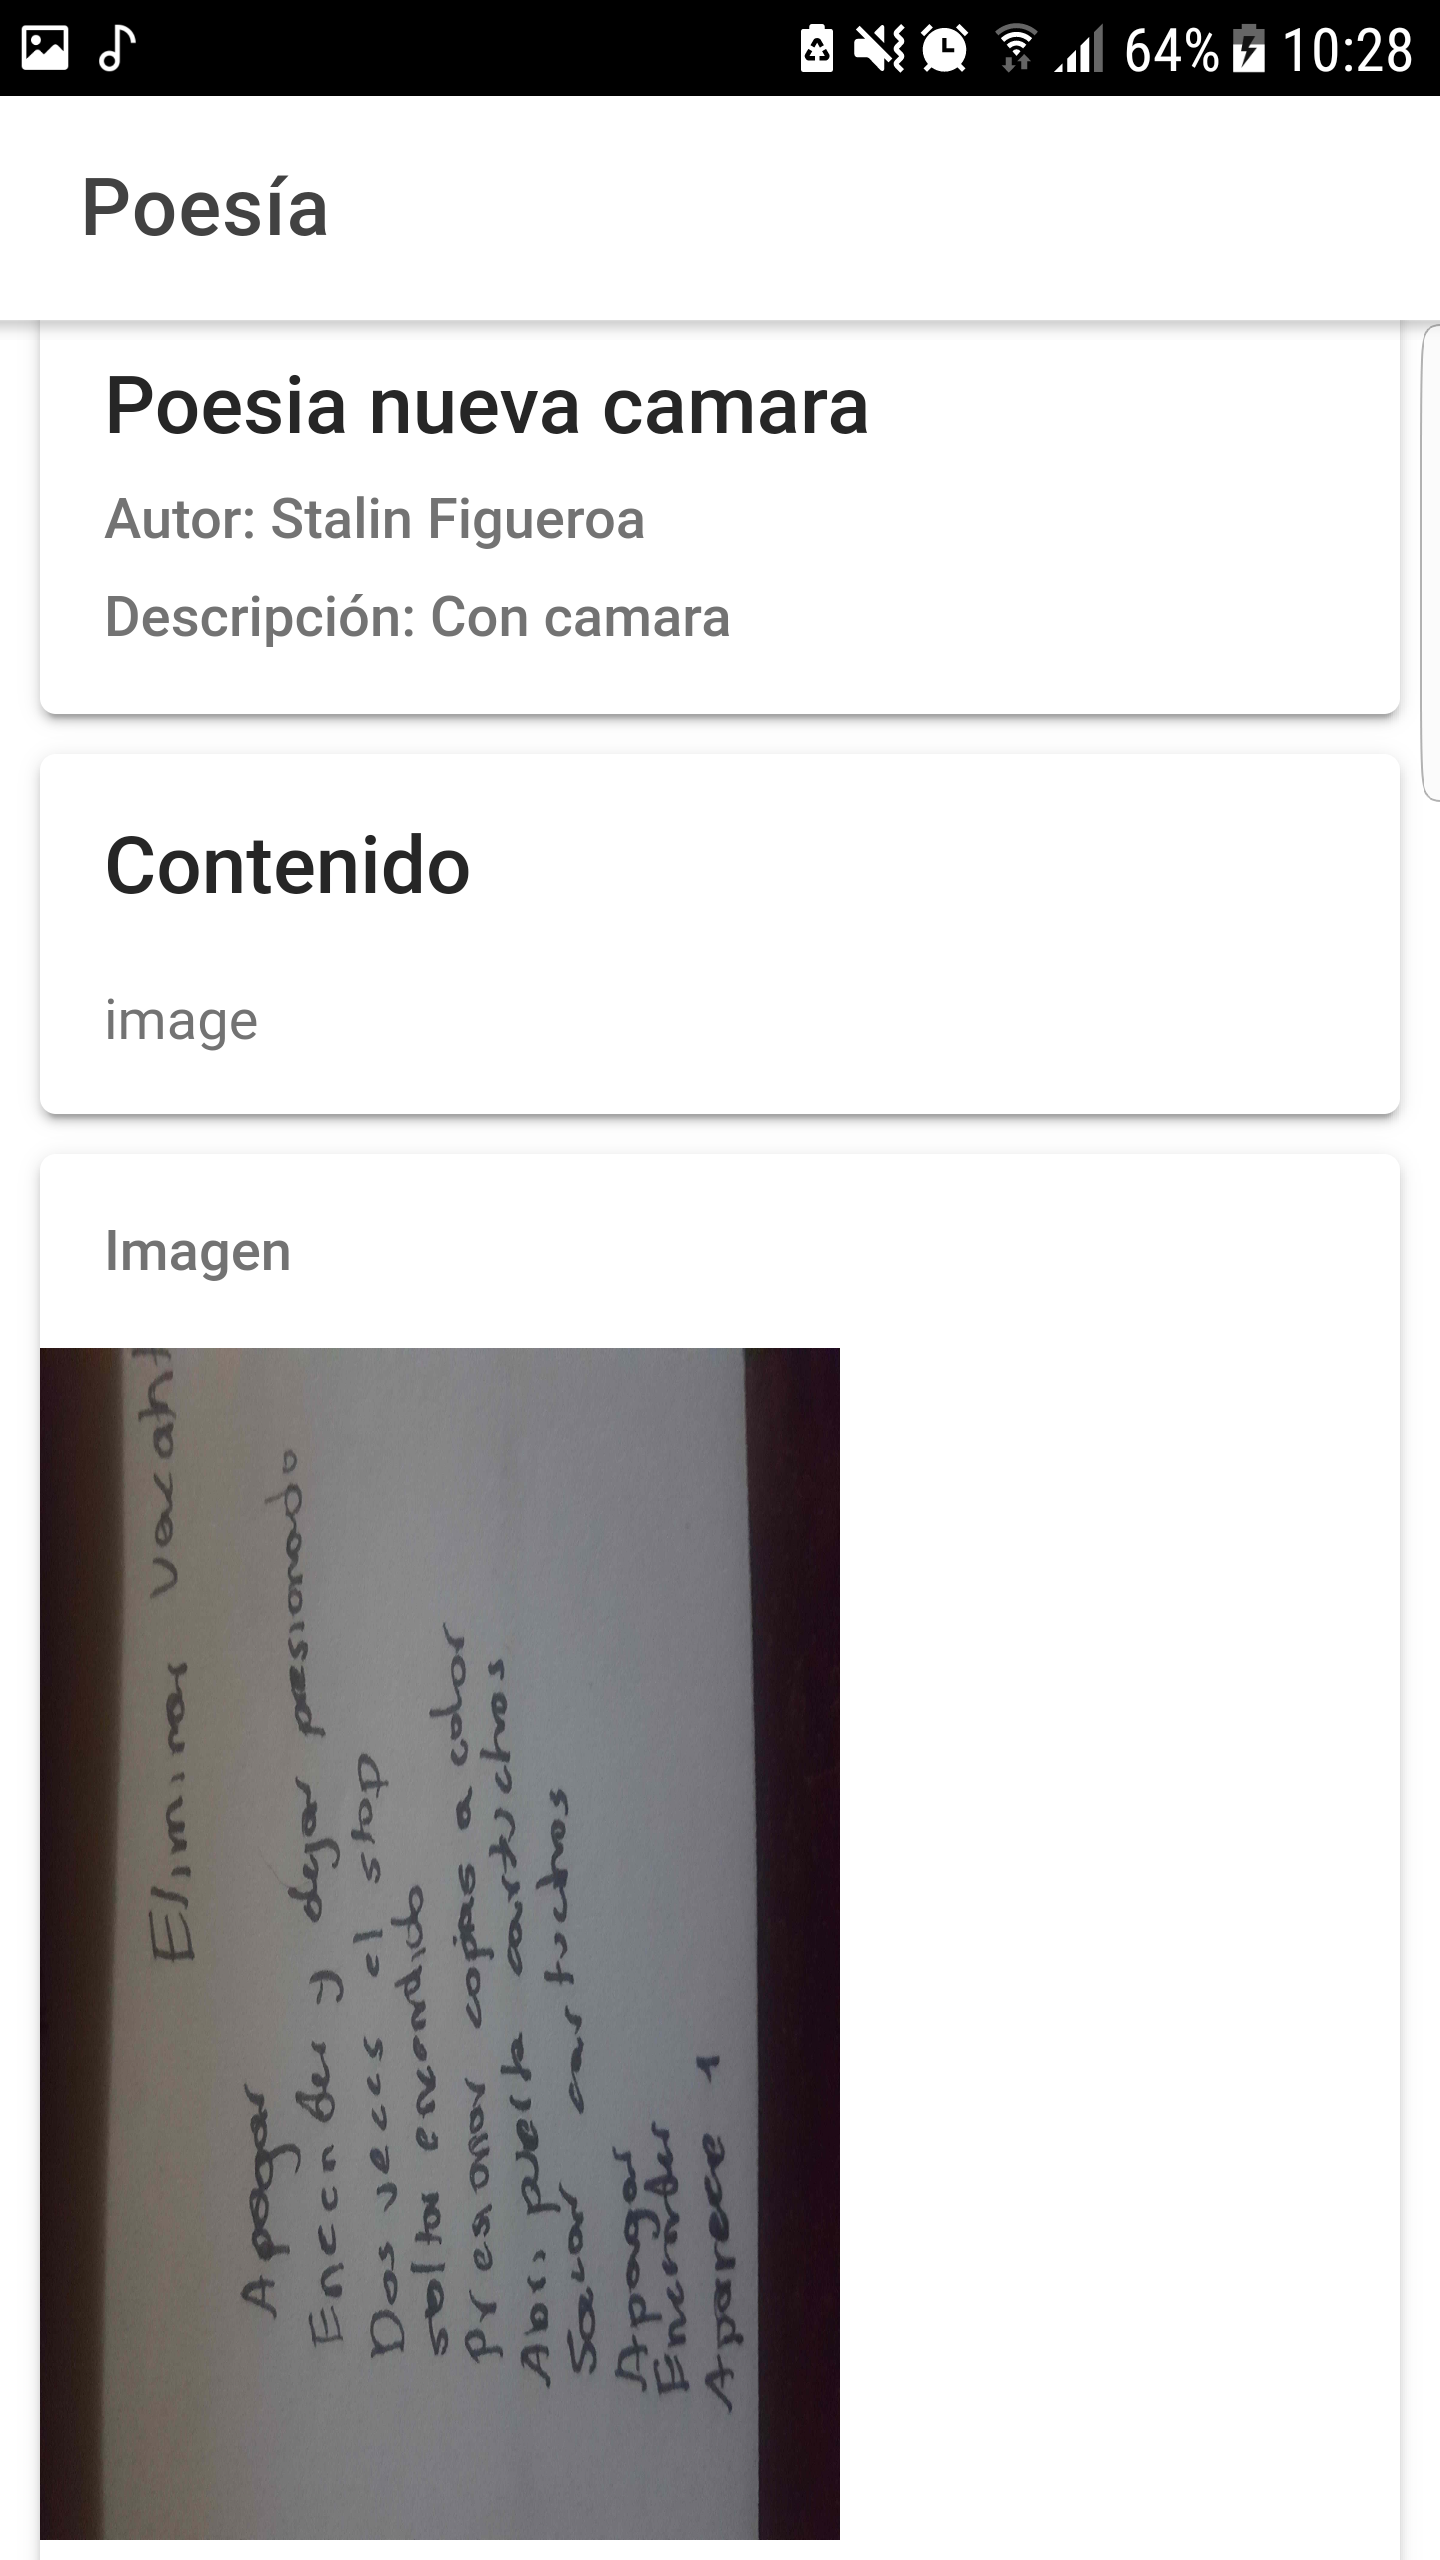 64% 10:28
Poesía
Poesia nueva camara
Autor: Stalin Figueroa
Descripción: Con camara
Contenido
image
Imagen
Eliminar
Apagar
Encender y dejar presionado
Dos veces el stop
soltar encendido
presionar copias a color
Abrir puerta cartuchos
Sacar cartuchos
Apagar
Encender
Aparece 1